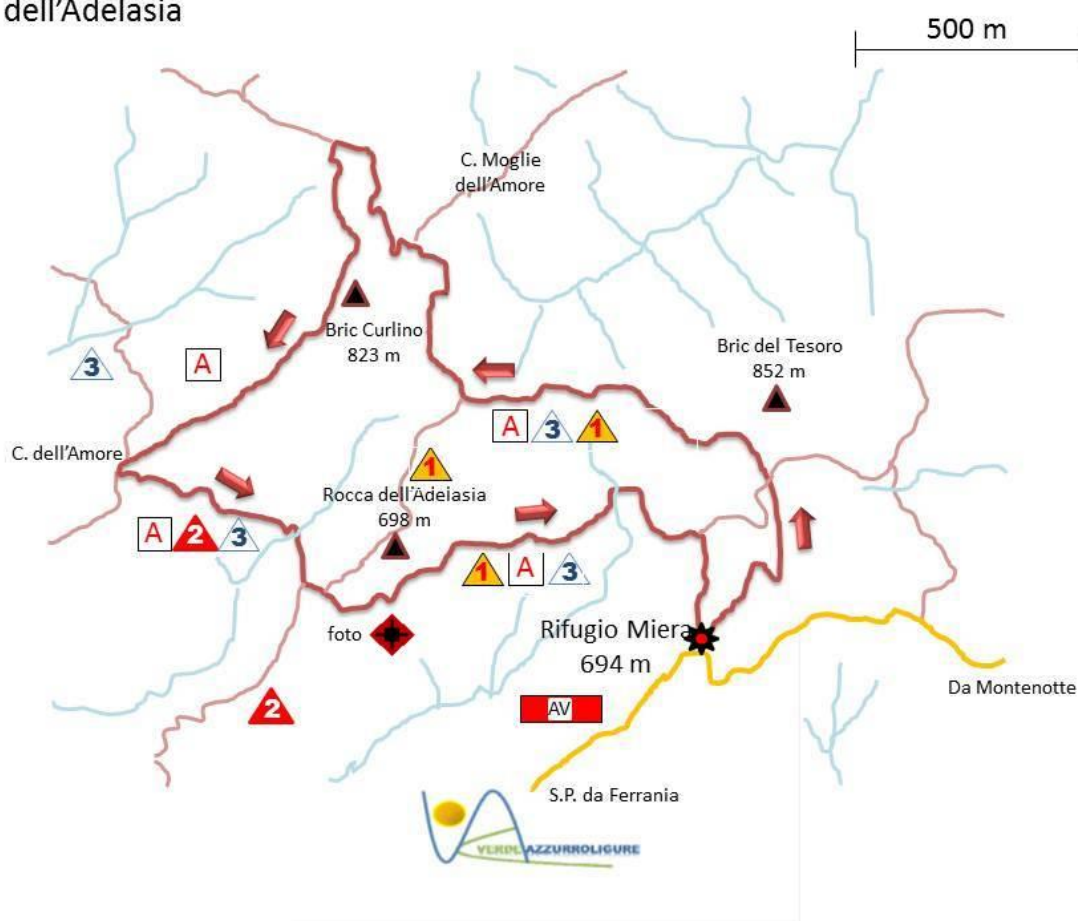 dell'Adelasia
500 m
C. Moglie
dell'Amore
Bric Curlino
823 m
Bric del Tesoro
852 m
3
A
A
3
1
C. dell'Amore
1
Rocca dell'Adelasia
698 m
A
2
3
1
A
3
foto
Rifugio Miera
694 m
Da Montenotte
2
AV
S.P. da Ferrania
VERDEAZZURROLIGURE